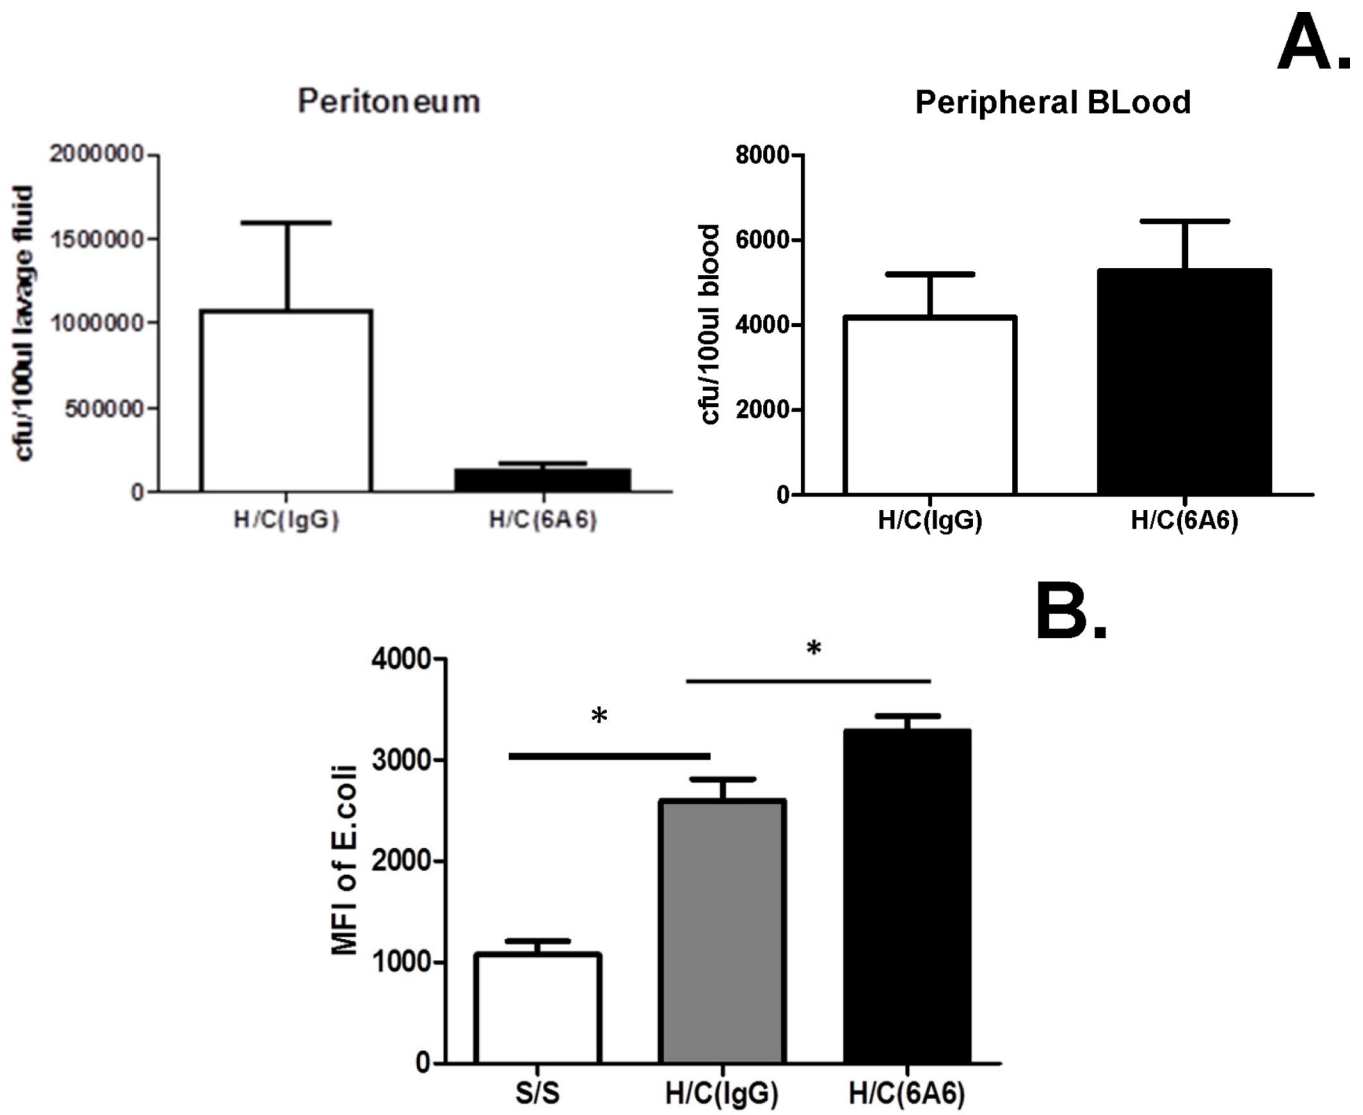 A.
Peritoneum
cfu/100ul lavage fluid
2000000
1500000
1000000
500000
0
H/C(IgG)
H/C(6A6)
Peripheral BLood
cfu/100ul blood
8000
6000
4000
2000
0
H/C(IgG)
H/C(6A6)
B.
MFI of E.coli
4000
3000
2000
1000
0
*
*
S/S
H/C(IgG)
H/C(6A6)